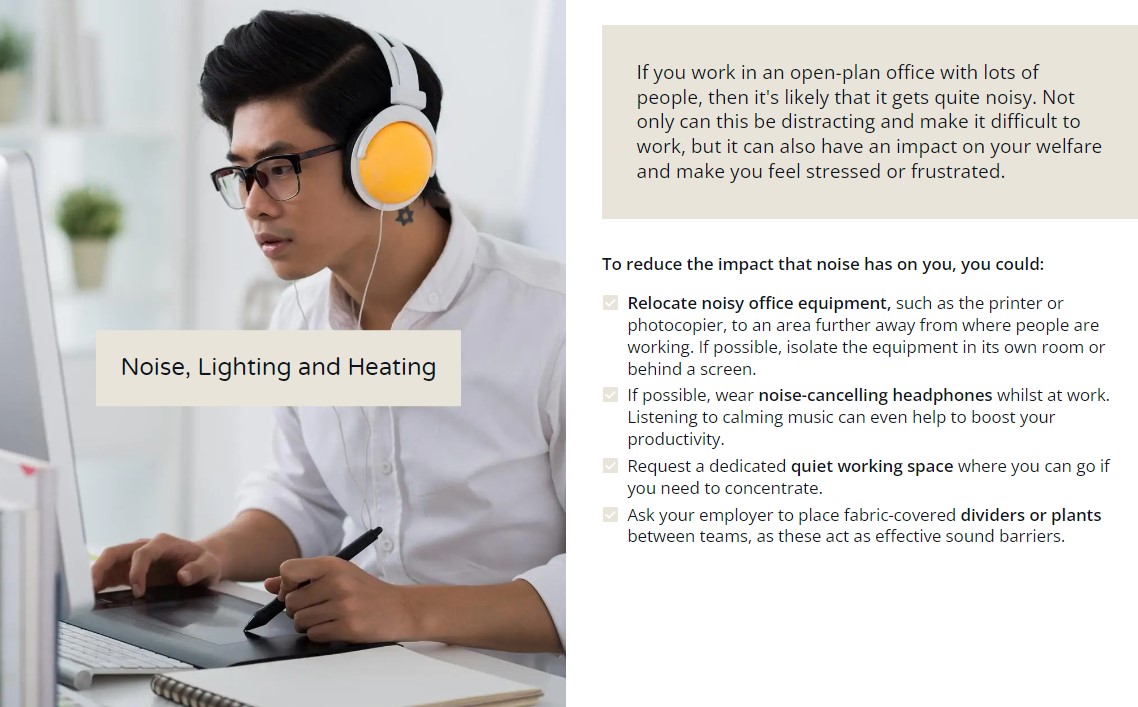 Noise, Lighting and Heating
If you work in an open-plan office with lots of
people, then it's likely that it gets quite noisy. Not
only can this be distracting and make it difficult to
work, but it can also have an impact on your welfare
and make you feel stressed or frustrated.
To reduce the impact that noise has on you, you could:
Relocate noisy office equipment, such as the printer or
photocopier, to an area further away from where people are
working. If possible, isolate the equipment in its own room or
behind a screen.
If possible, wear noise-cancelling headphones whilst at work.
Listening to calming music can even help to boost your
productivity.
Request a dedicated quiet working space where you can go if
you need to concentrate.
Ask your employer to place fabric-covered dividers or plants
between teams, as these act as effective sound barriers.